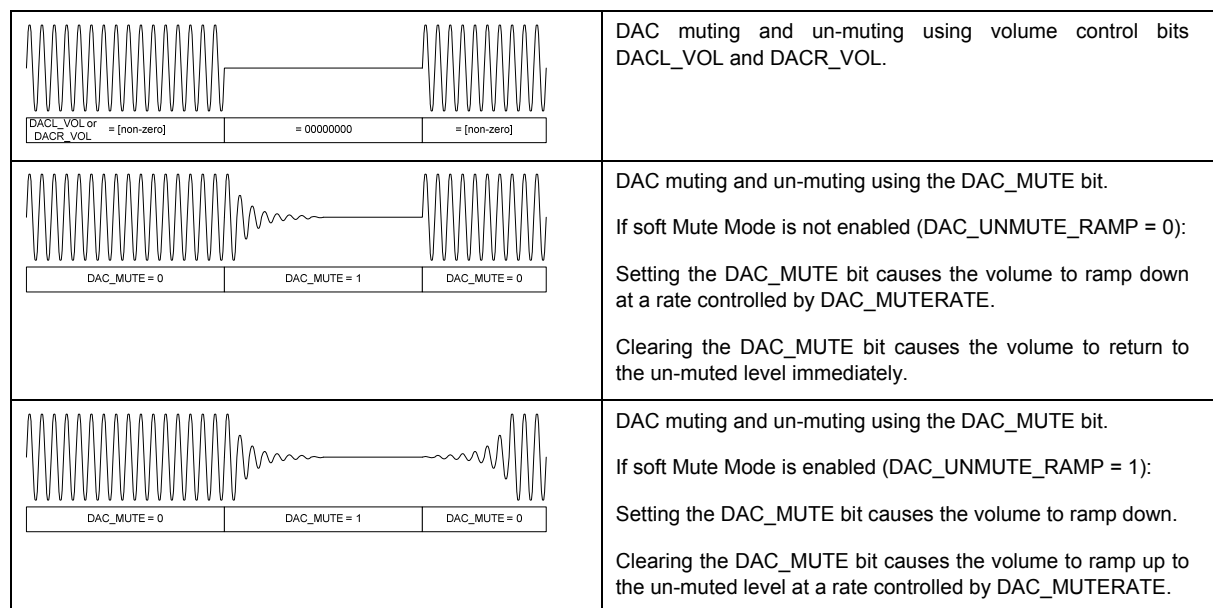 DAC muting and un-muting using volume control bits
DACL_VOL and DACR_VOL.
DACL_VOL or
DACR_VOL
= [non-zero]
= 00000000
= [non-zero]
DAC muting and un-muting using the DAC_MUTE bit.
If soft Mute Mode is not enabled (DAC_UNMUTE_RAMP = 0):
Setting the DAC_MUTE bit causes the volume to ramp down
at a rate controlled by DAC_MUTERATE.
Clearing the DAC_MUTE bit causes the volume to return to
the un-muted level immediately.
DAC_MUTE = 0
DAC_MUTE = 1
DAC_MUTE = 0
DAC muting and un-muting using the DAC_MUTE bit.
If soft Mute Mode is enabled (DAC_UNMUTE_RAMP = 1):
Setting the DAC_MUTE bit causes the volume to ramp down.
Clearing the DAC_MUTE bit causes the volume to ramp up to
the un-muted level at a rate controlled by DAC_MUTERATE.
DAC_MUTE = 0
DAC_MUTE = 1
DAC_MUTE = 0